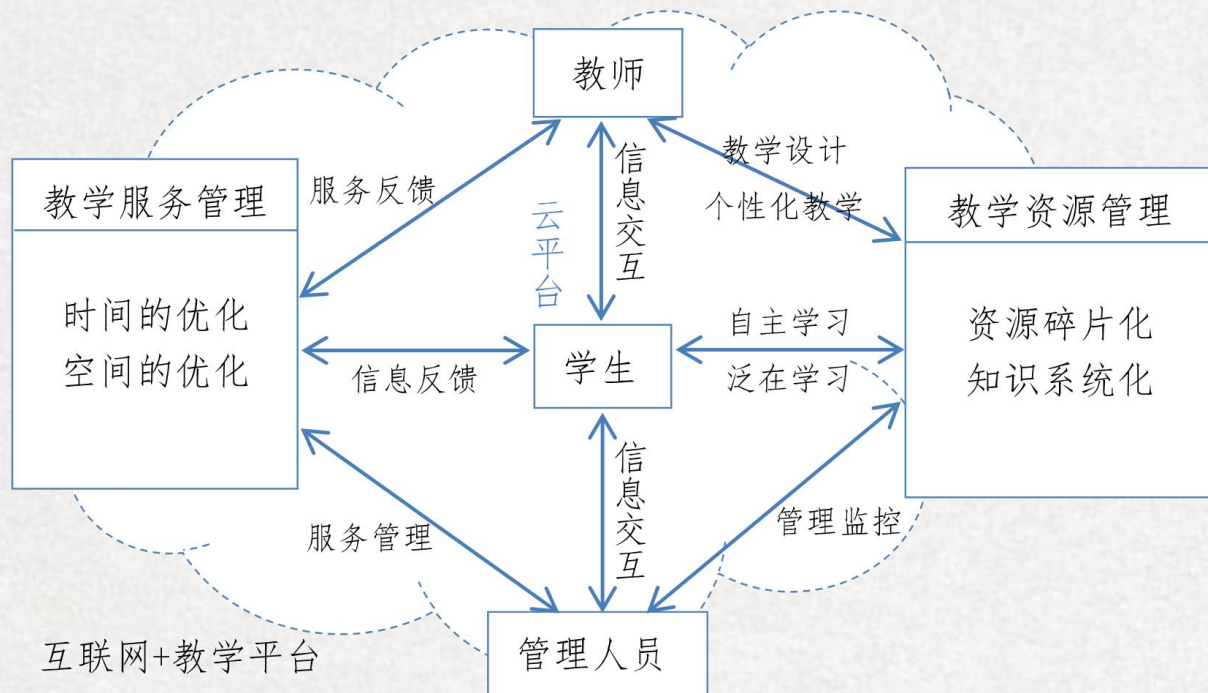 教师
教学设计
个性化教学
信息交互
服务反馈
云平台
教学服务管理
时间的优化
空间的优化
教学资源管理
资源碎片化
知识系统化
自主学习
泛在学习
学生
信息反馈
信息交互
服务管理
管理监控
管理人员
互联网+教学平台